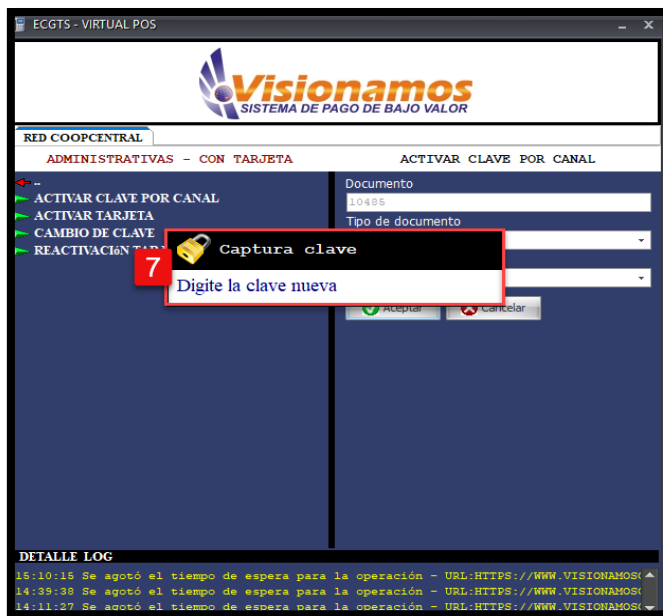 ECGTS - VIRTUAL POS
Visionamos
SISTEMA DE PAGO DE BAJO VALOR
RED COOPCENTRAL
ADMINISTRATIVAS - CON TARJETA
ACTIVAR CLAVE POR CANAL
..
ACTIVAR CLAVE POR CANAL
ACTIVAR TARJETA
CAMBIO DE CLAVE
REACTIVACIóN
Documento
10485
Tipo de documento
7
Captura clave
Digite la clave nueva
Aceptar
Cancelar
DETALLE LOG
15:10:15 Se agotó el tiempo de espera para la operación - URL:HTTPS://WWW.VISIONAMOS
14:39:38 Se agotó el tiempo de espera para la operación - URL:HTTPS://WWW.VISIONAMOS
14:11:27 Se agotó el tiempo de espera para la operación - URL:HTTPS://WWW.VISIONAMOS